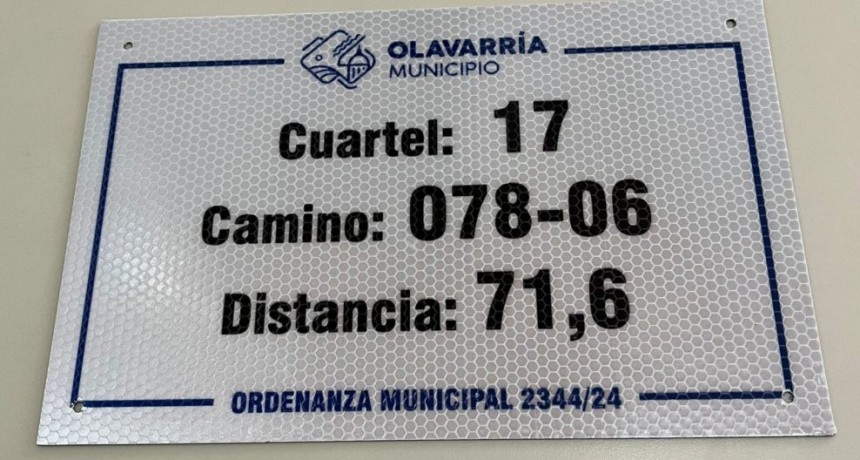 OLAVARRÍA
MUNICIPIO
Cuartel: 17
Camino: 078-06
Distancia: 71,6
ORDENANZA MUNICIPAL 2344/24